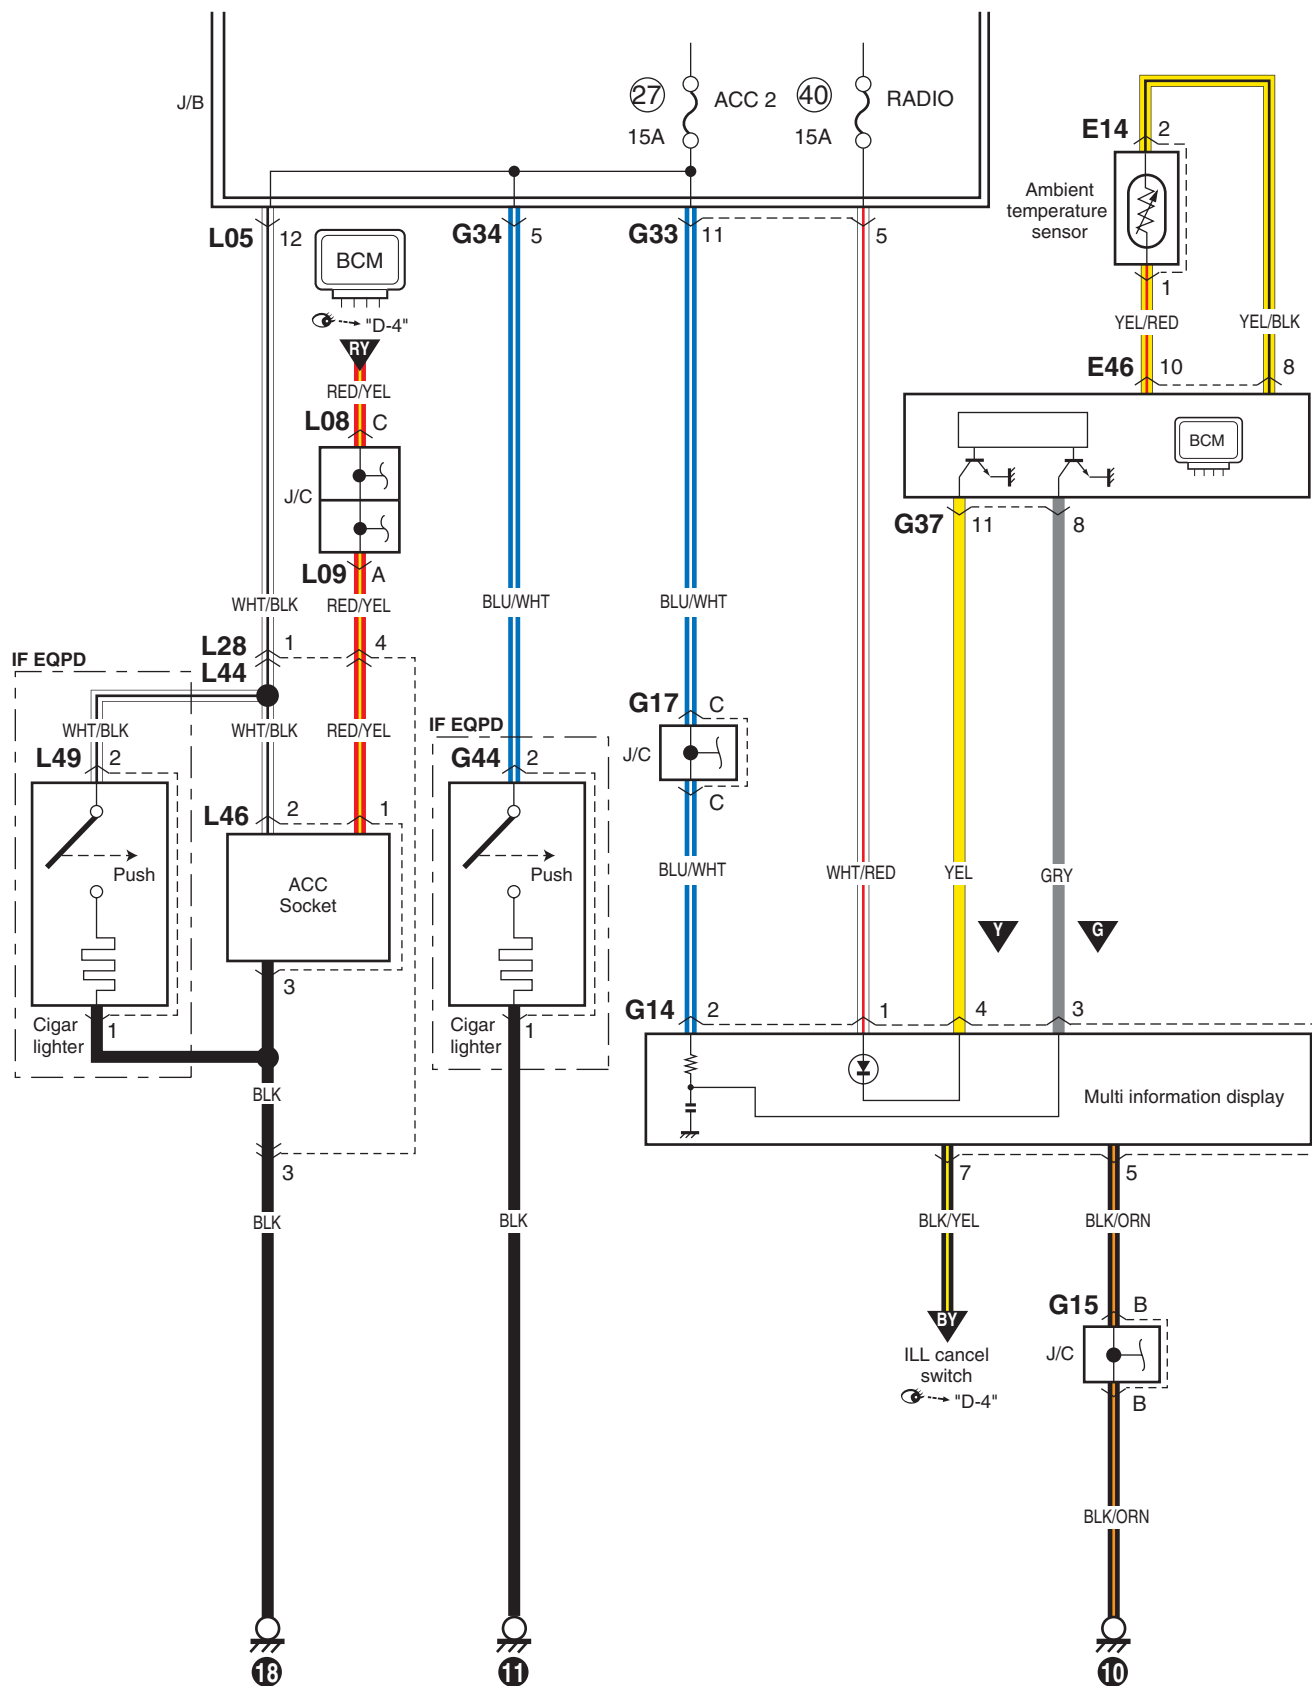 J/B
27
ACC 2
15A
40
RADIO
15A
E14
2
Ambient
temperature
sensor
1
YEL/RED
YEL/BLK
E46
10
8
BCM
L05
12
BCM
"D-4"
RY
RED/YEL
L08
C
J/C
L09
A
WHT/BLK
RED/YEL
G34
5
G33
11
5
BLU/WHT
BLU/WHT
G37
11
8
L28
1
4
L44
IF EQPD
WHT/BLK
WHT/BLK
RED/YEL
L49
2
Push
Cigar
lighter
1
L46
2
1
ACC
Socket
3
BLK
3
BLK
18
IF EQPD
G44
2
Push
Cigar
lighter
1
BLK
11
G17
C
J/C
C
BLU/WHT
WHT/RED
YEL
GRY
Y
G
G14
2
1
4
3
Multi information display
7
5
BLK/YEL
BLK/ORN
BY
ILL cancel
switch
"D-4"
G15
B
J/C
B
BLK/ORN
10